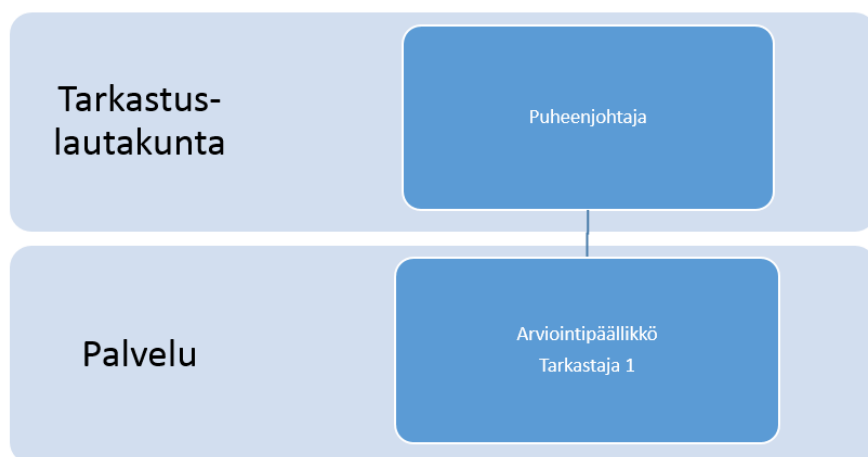 Tarkastus-
lautakunta
Puheenjohtaja
Palvelu
Arviointipäällikkö
Tarkastaja 1